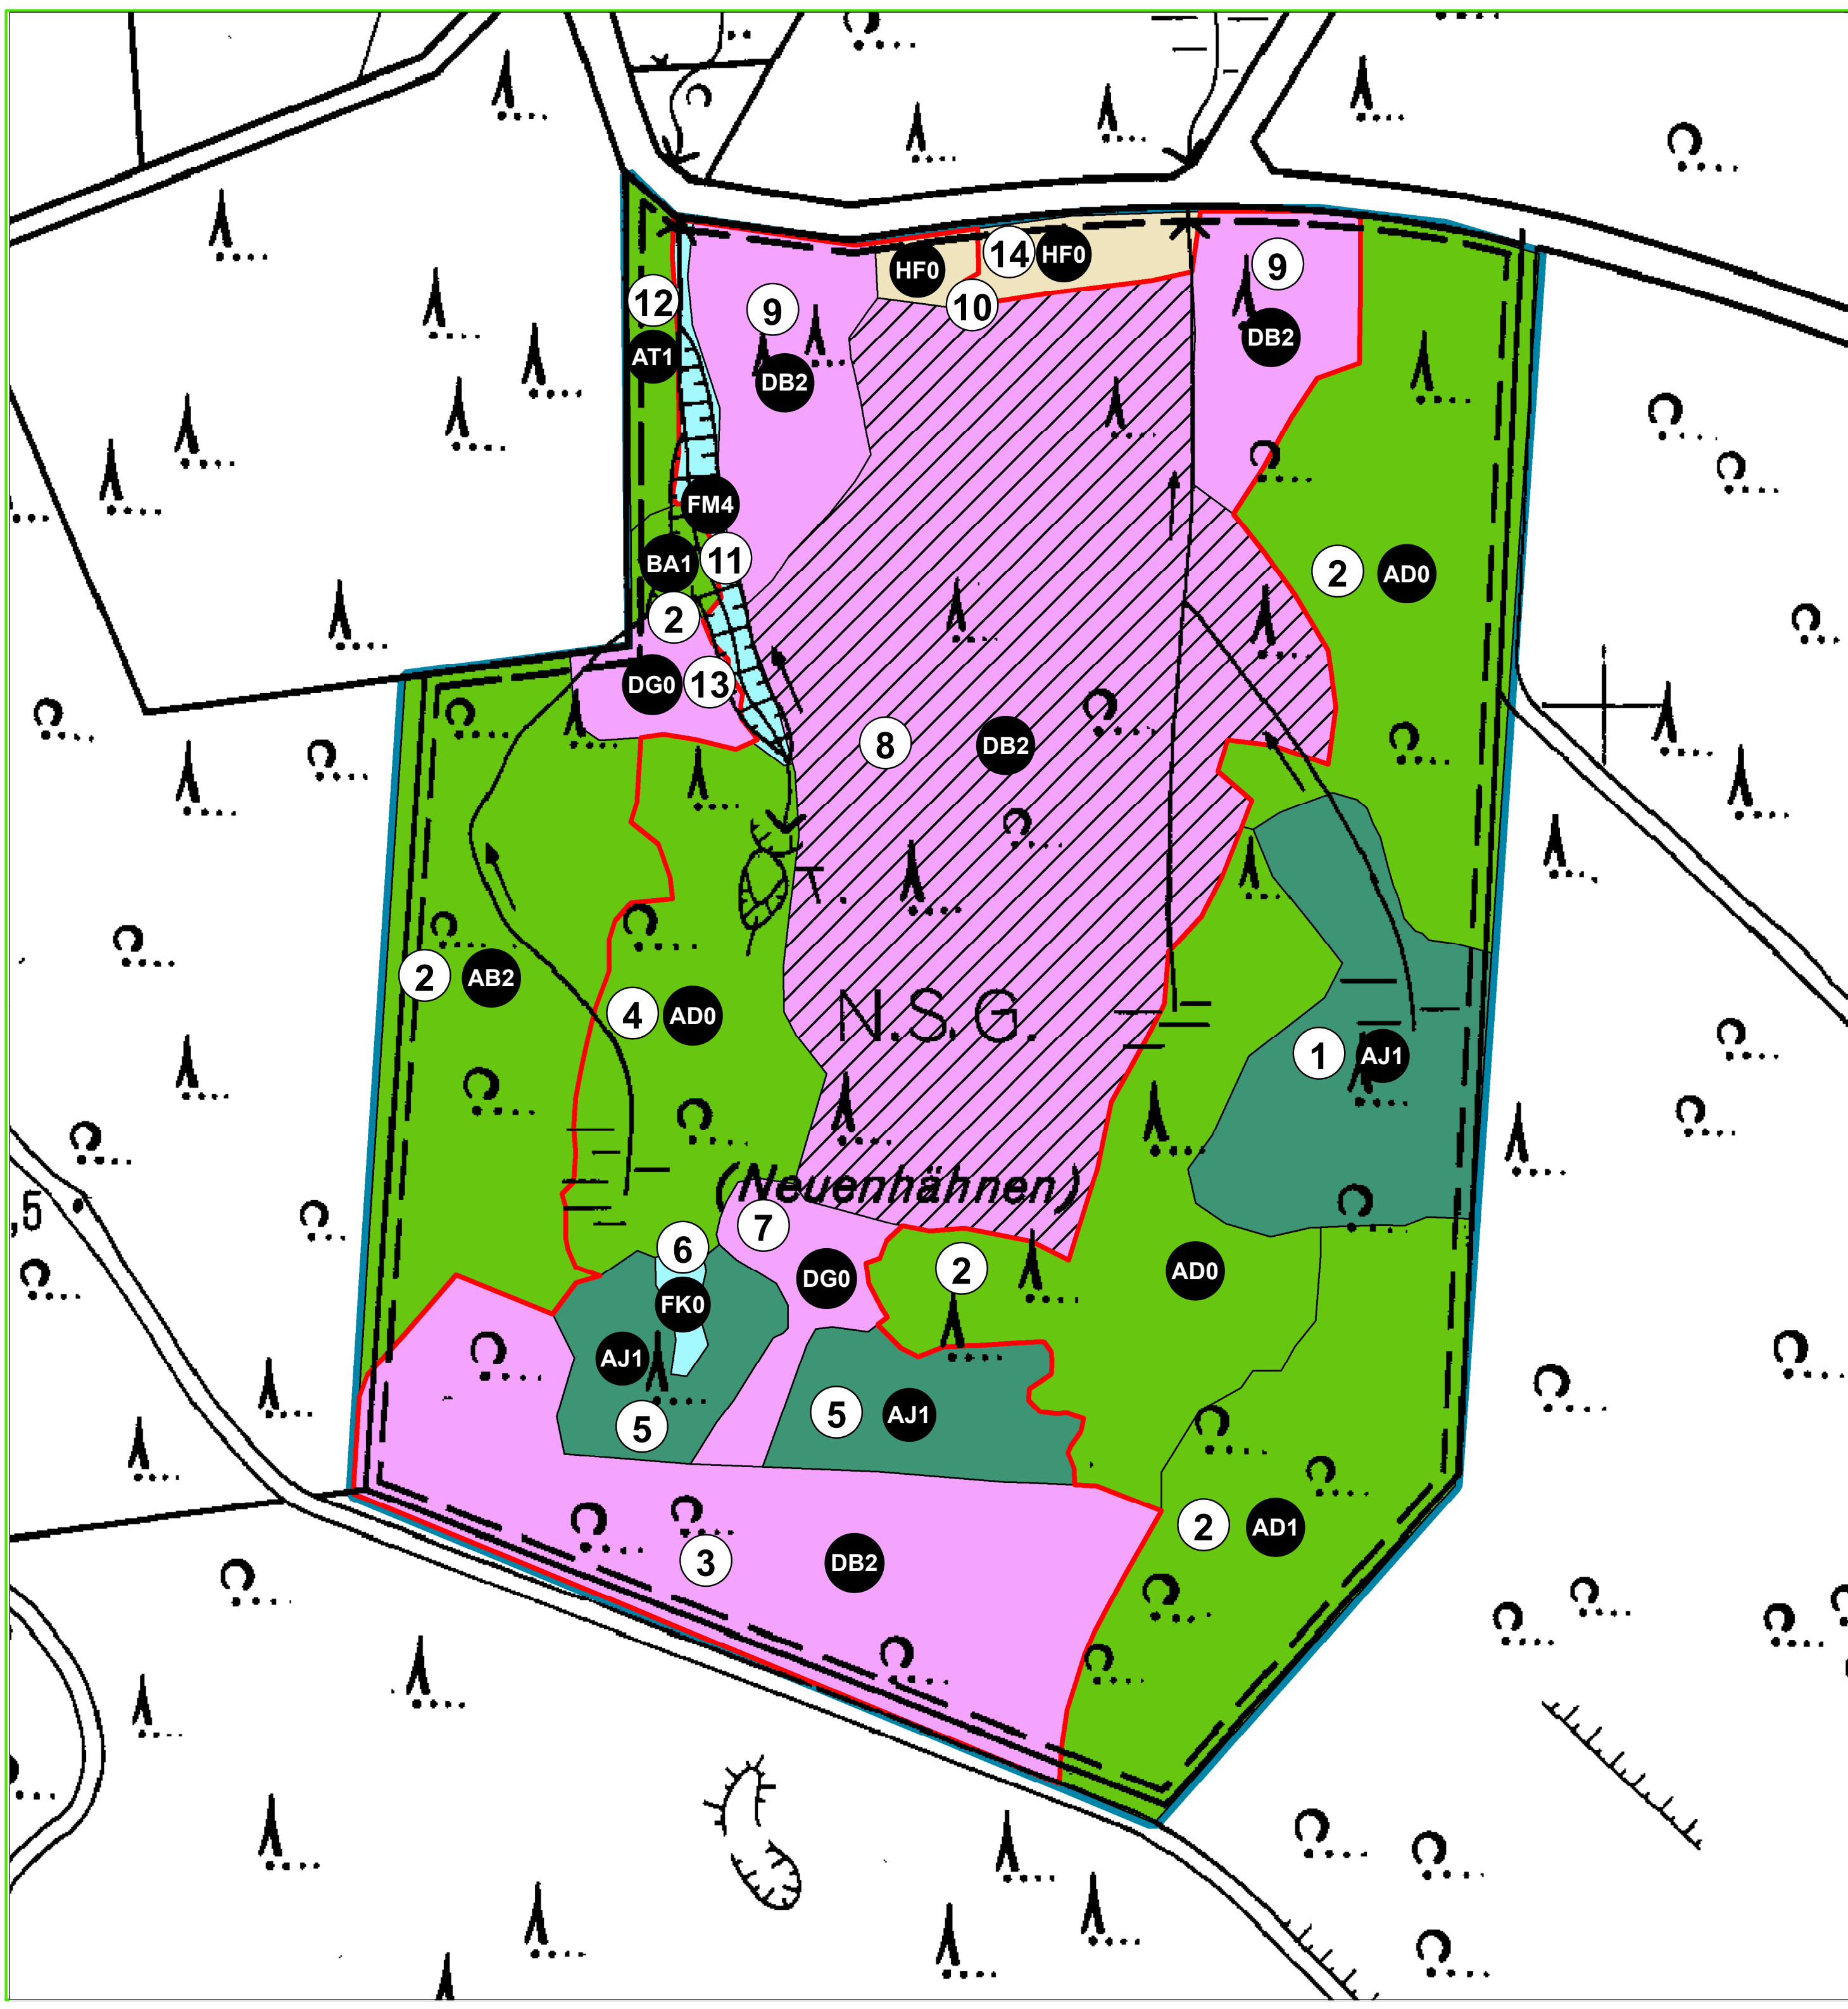 HF0 14 HF0
9
12
9
10
DB2
AT1
DB2
FM4
BA1 11
2 AD0
2
DG0 13
8 DB2
2 AB2
4 AD0
N.S.G.
1 AJ1
(Neuenhähnen)
,5
7
6
2 AD0
DG0
FK0
AJ1
5
5 AJ1
2 AD1
3 DB2